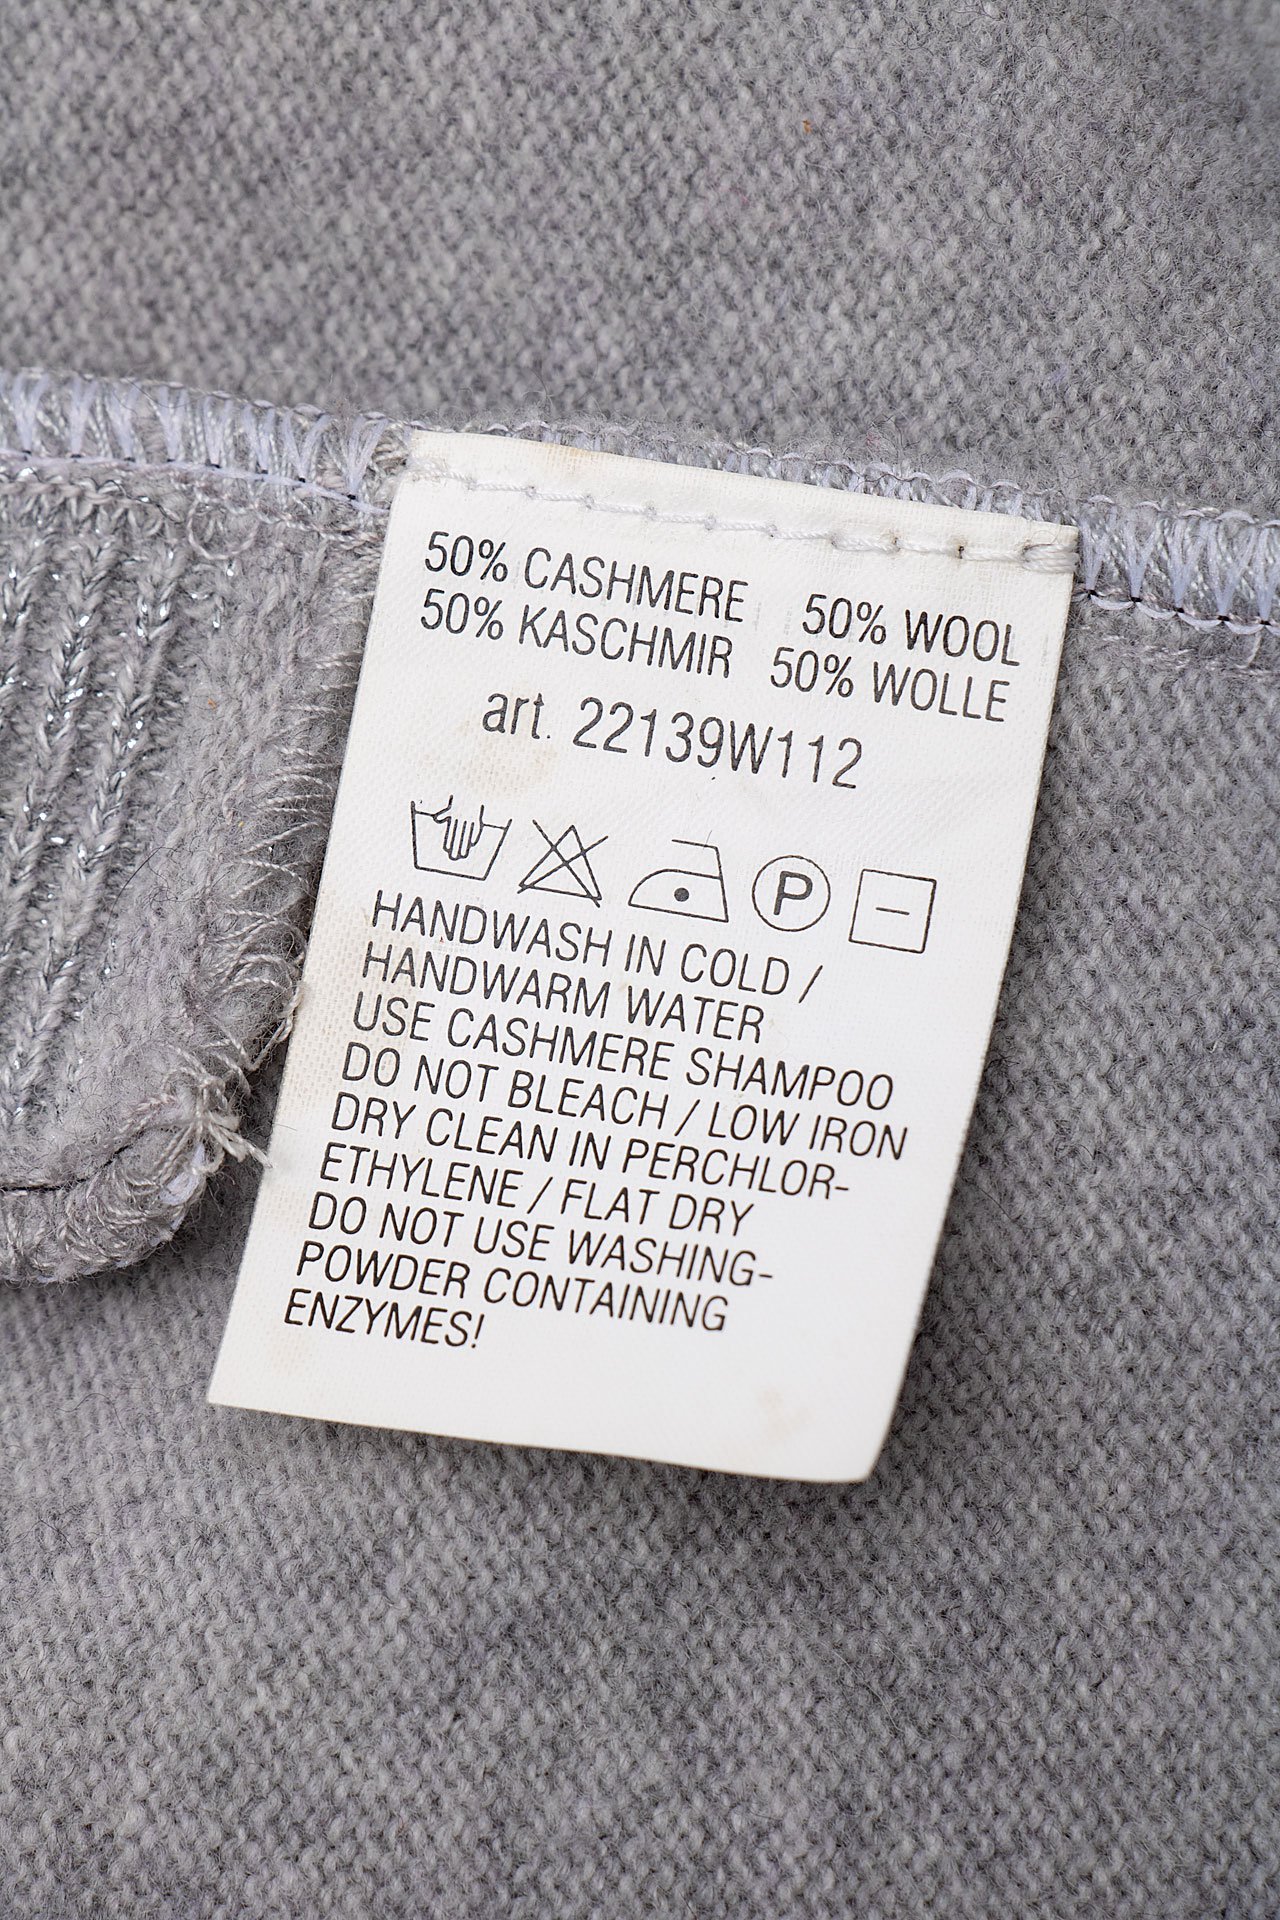 50% CASHMERE 50% WOOL
50% KASCHMIR 50% WOLLE
art. 22139W112
P
HANDWASH IN COLD /
HANDWARM WATER
USE CASHMERE SHAMPOO
DO NOT BLEACH / LOW IRON
DRY CLEAN IN PERCHLOR-
ETHYLENE / FLAT DRY
DO NOT USE WASHING-
POWDER CONTAINING
ENZYMES!